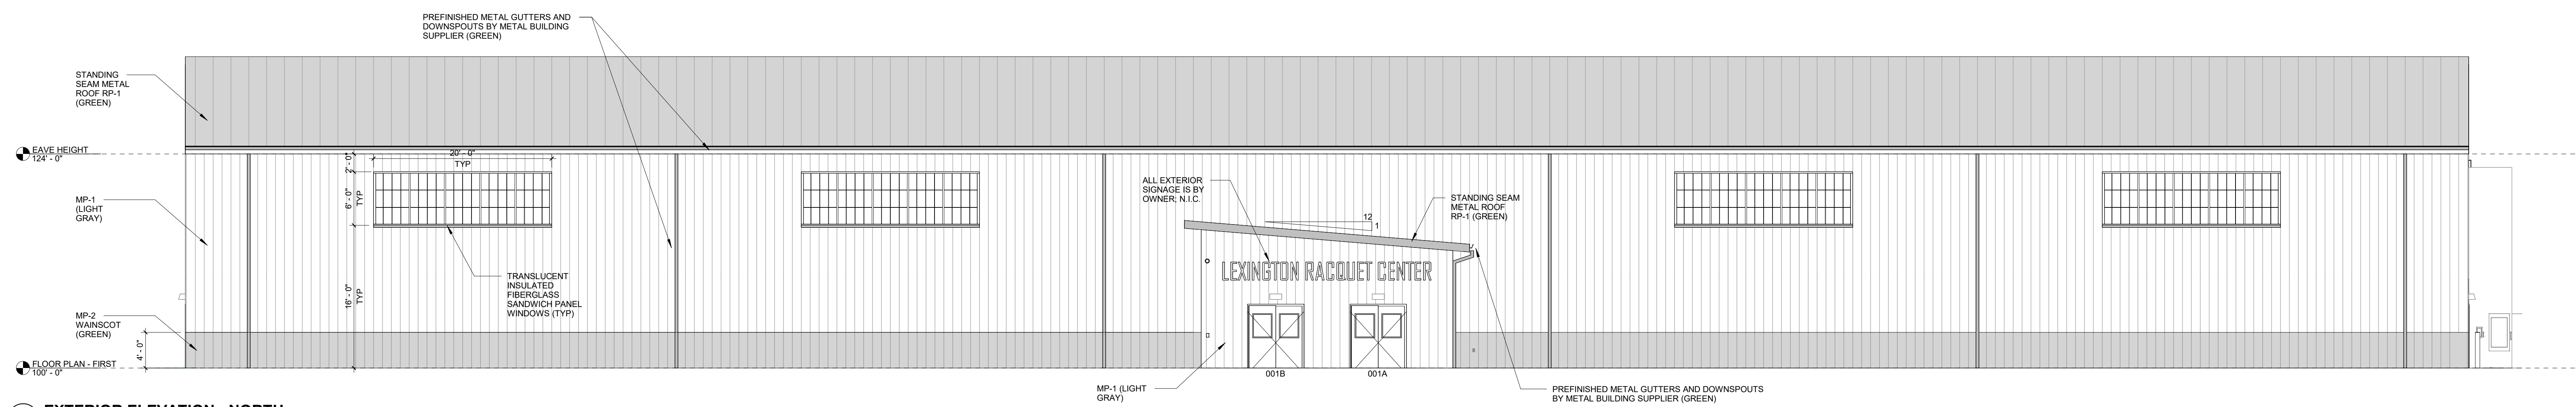 PREFINISHED METAL GUTTERS AND
DOWNSPOUTS BY METAL BUILDING
SUPPLIER (GREEN)
STANDING
SEAM METAL
ROOF RP-1
(GREEN)
EAVE HEIGHT
124' - 0"
20' - 0"
TYP
2' - 0"
6' - 0"
TYP
16' - 0"
TYP
MP-1
(LIGHT
GRAY)
ALL EXTERIOR
SIGNAGE IS BY
OWNER; N.I.C.
STANDING SEAM
METAL ROOF
RP-1 (GREEN)
12
1
LEXINGTON RACQUET CENTER
TRANSLUCENT
INSULATED
FIBERGLASS
SANDWICH PANEL
WINDOWS (TYP)
MP-2
WAINSCOT
(GREEN)
4' - 0"
FLOOR PLAN - FIRST
100' - 0"
001B
001A
MP-1 (LIGHT
GRAY)
PREFINISHED METAL GUTTERS AND DOWNSPOUTS
BY METAL BUILDING SUPPLIER (GREEN)
EXTERIOR ELEVATION - NORTH